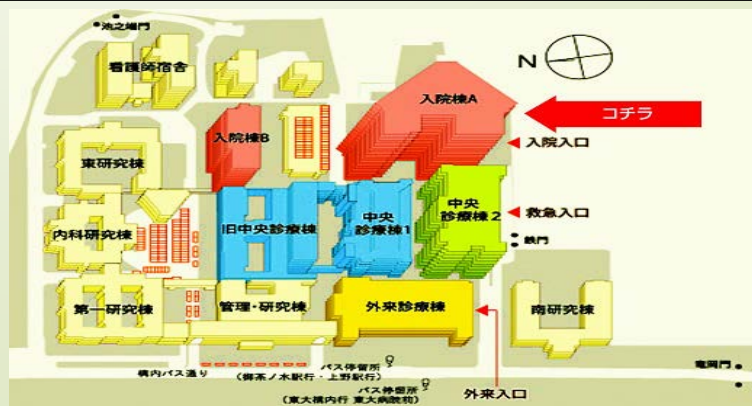 池之端門
看護師宿舎
N
入院棟A
コチラ
入院棟B
入院入口
東研究棟
中央
診療棟2
救急入口
内科研究棟
旧中央診療棟
中央
診療棟1
鉄門
第一研究棟
管理・研究棟
外来診療棟
南研究棟
構内バス通り
バス停留所
(御茶ノ水駅行・上野駅行)
竜岡門
バス停留所
(東大構内行 東大病院前)
外来入口